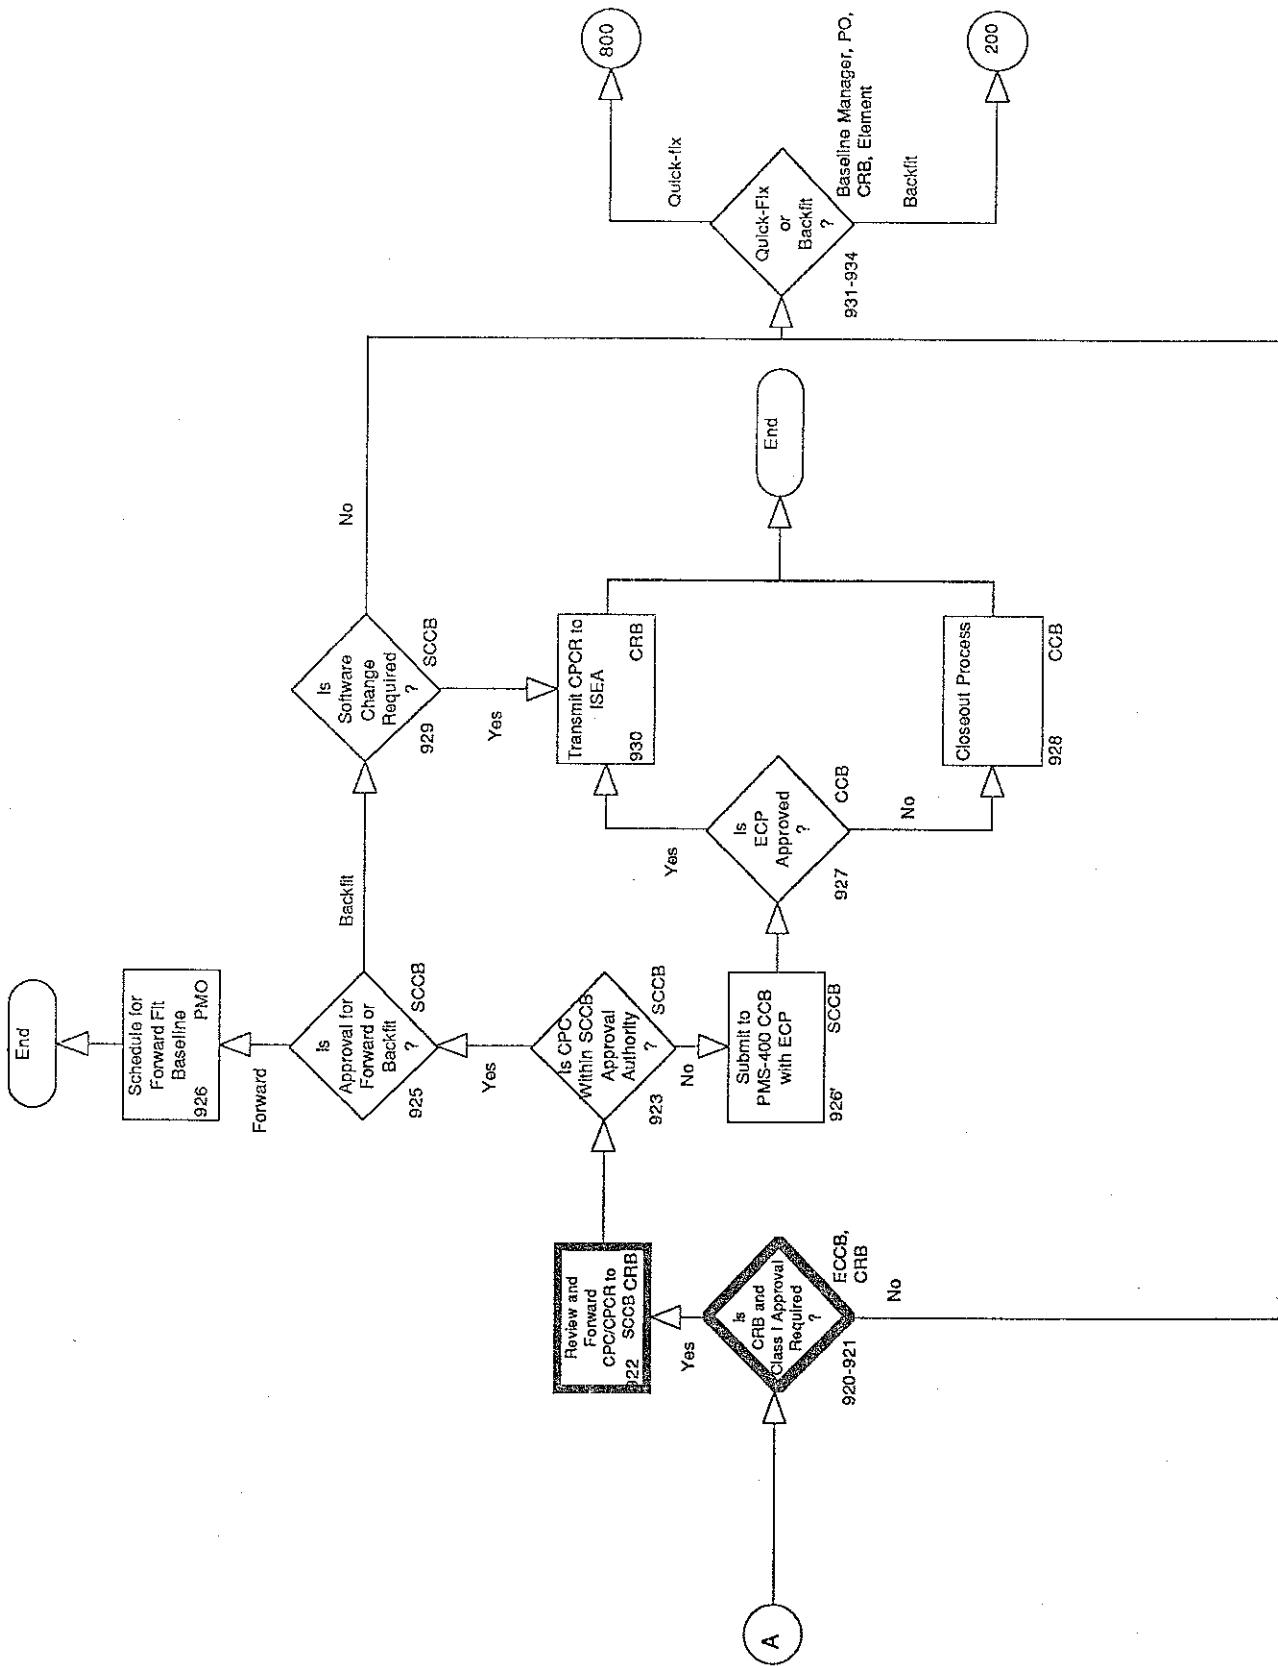 End
Schedule for
Forward Fit
Baseline
926
PMO
Forward
Is
Approval for
Forward or
Backfit
?
925
SCCB
Backfit
Is
Software
Change
Required
?
929
SCCB
No
Yes
Yes
Is CPC
Within SCCB
Approval
Authority
?
923
SCCB
No
Submit to
PMS-400 CCB
with ECP
926'
SCCB
Is
ECP
Approved
?
927
CCB
Yes
No
Transmit CPCR to
ISEA
930
CRB
Closeout Process
928
CCB
End
Review and
Forward
CPC/CPCR to
922
SCCB CRB
Yes
Is
CRB and
Class I Approval
Required
?
920-921
ECCB,
CRB
No
A
Quick-Fix
or
Backfit
?
931-934
Baseline Manager, PO,
CRB, Element
Quick-fix
Backfit
800
200